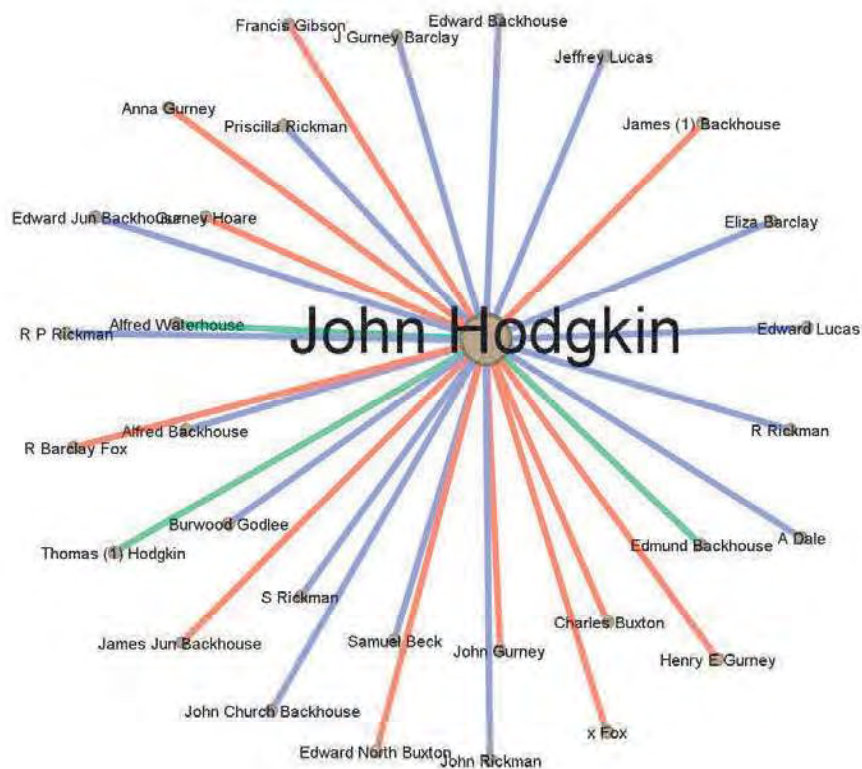 Francis Gibson
J Gurney Barclay
Edward Backhouse
Jeffrey Lucas
Anna Gurney
Priscilla Rickman
James (1) Backhouse
Edward Jun Backhouse
Gurney Hoare
Eliza Barclay
R P Rickman
Alfred Waterhouse
John Hodgkin
Edward Lucas
R Barclay Fox
Alfred Backhouse
R Rickman
Thomas (1) Hodgkin
Burwood Godlee
Edmund Backhouse
A Dale
S Rickman
James Jun Backhouse
Samuel Beck
John Gurney
Charles Buxton
Henry E Gurney
John Church Backhouse
Edward North Buxton
John Rickman
x Fox